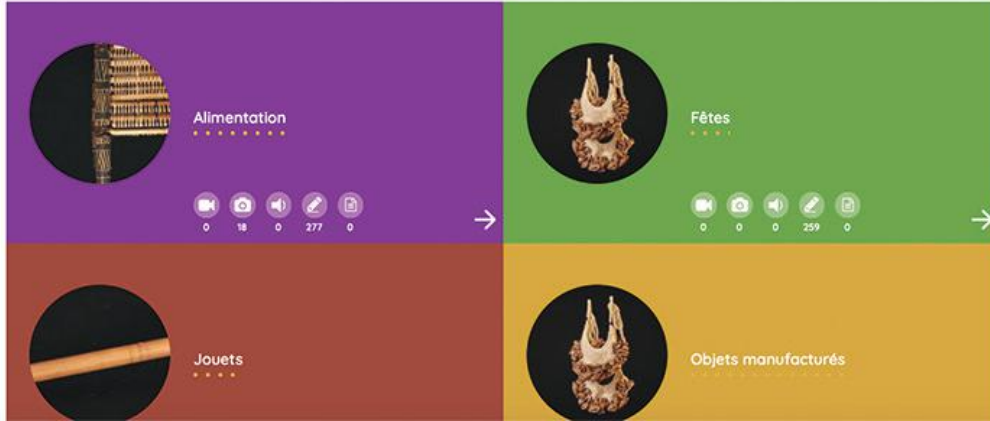 Alimentation
0 18 0 277 0
Fêtes
0 0 0 259 0
Jouets
Objets manufacturés